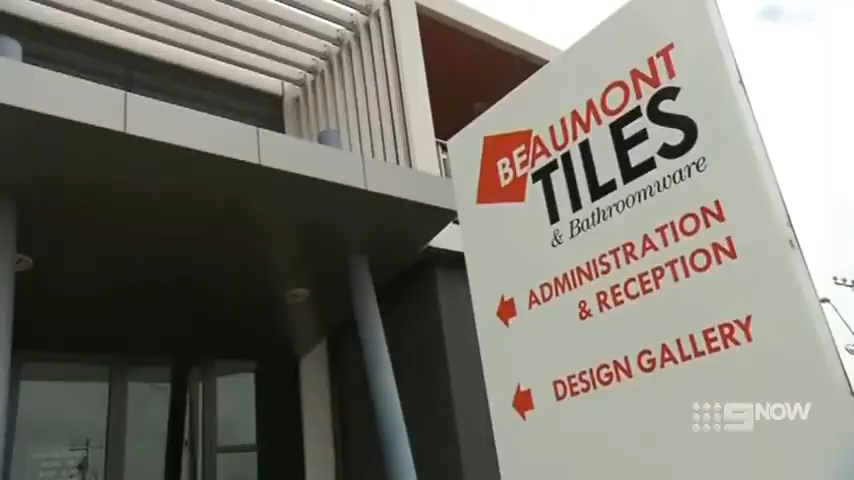 BEAUMONT
TILES
& Bathroomware
ADMINISTRATION
& RECEPTION
DESIGN GALLERY
9NOW